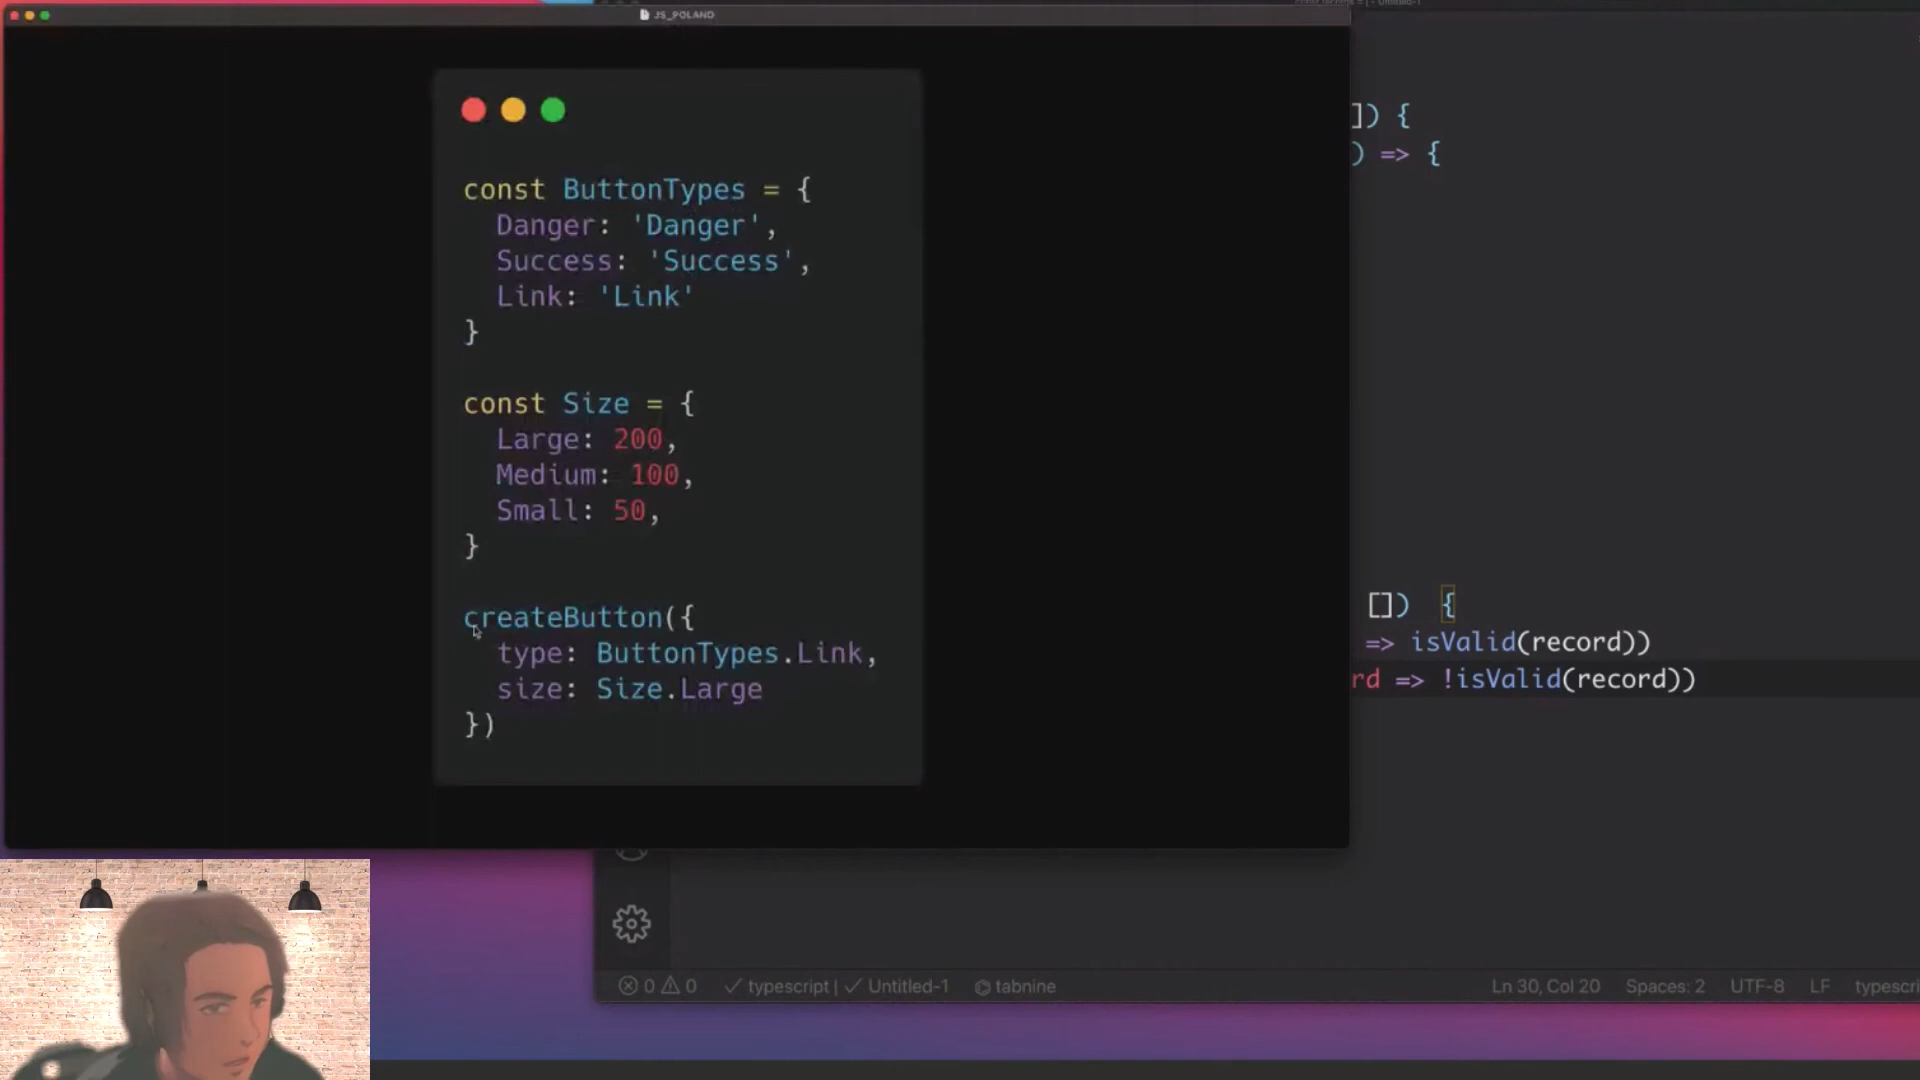 JS_POLAND
const ButtonTypes = {
Danger: 'Danger',
Success: 'Success',
Link: 'Link'
}
const Size = {
Large: 200,
Medium: 100,
Small: 50,
}
createButton({
type: ButtonTypes.Link,
size: Size.Large
})
]) {
) => {
[]) {
=> isValid(record))
rd => !isValid(record))
0 0 typescript | Untitled-1 tabnine
Ln 30, Col 20 Spaces: 2 UTF-8 LF typescri